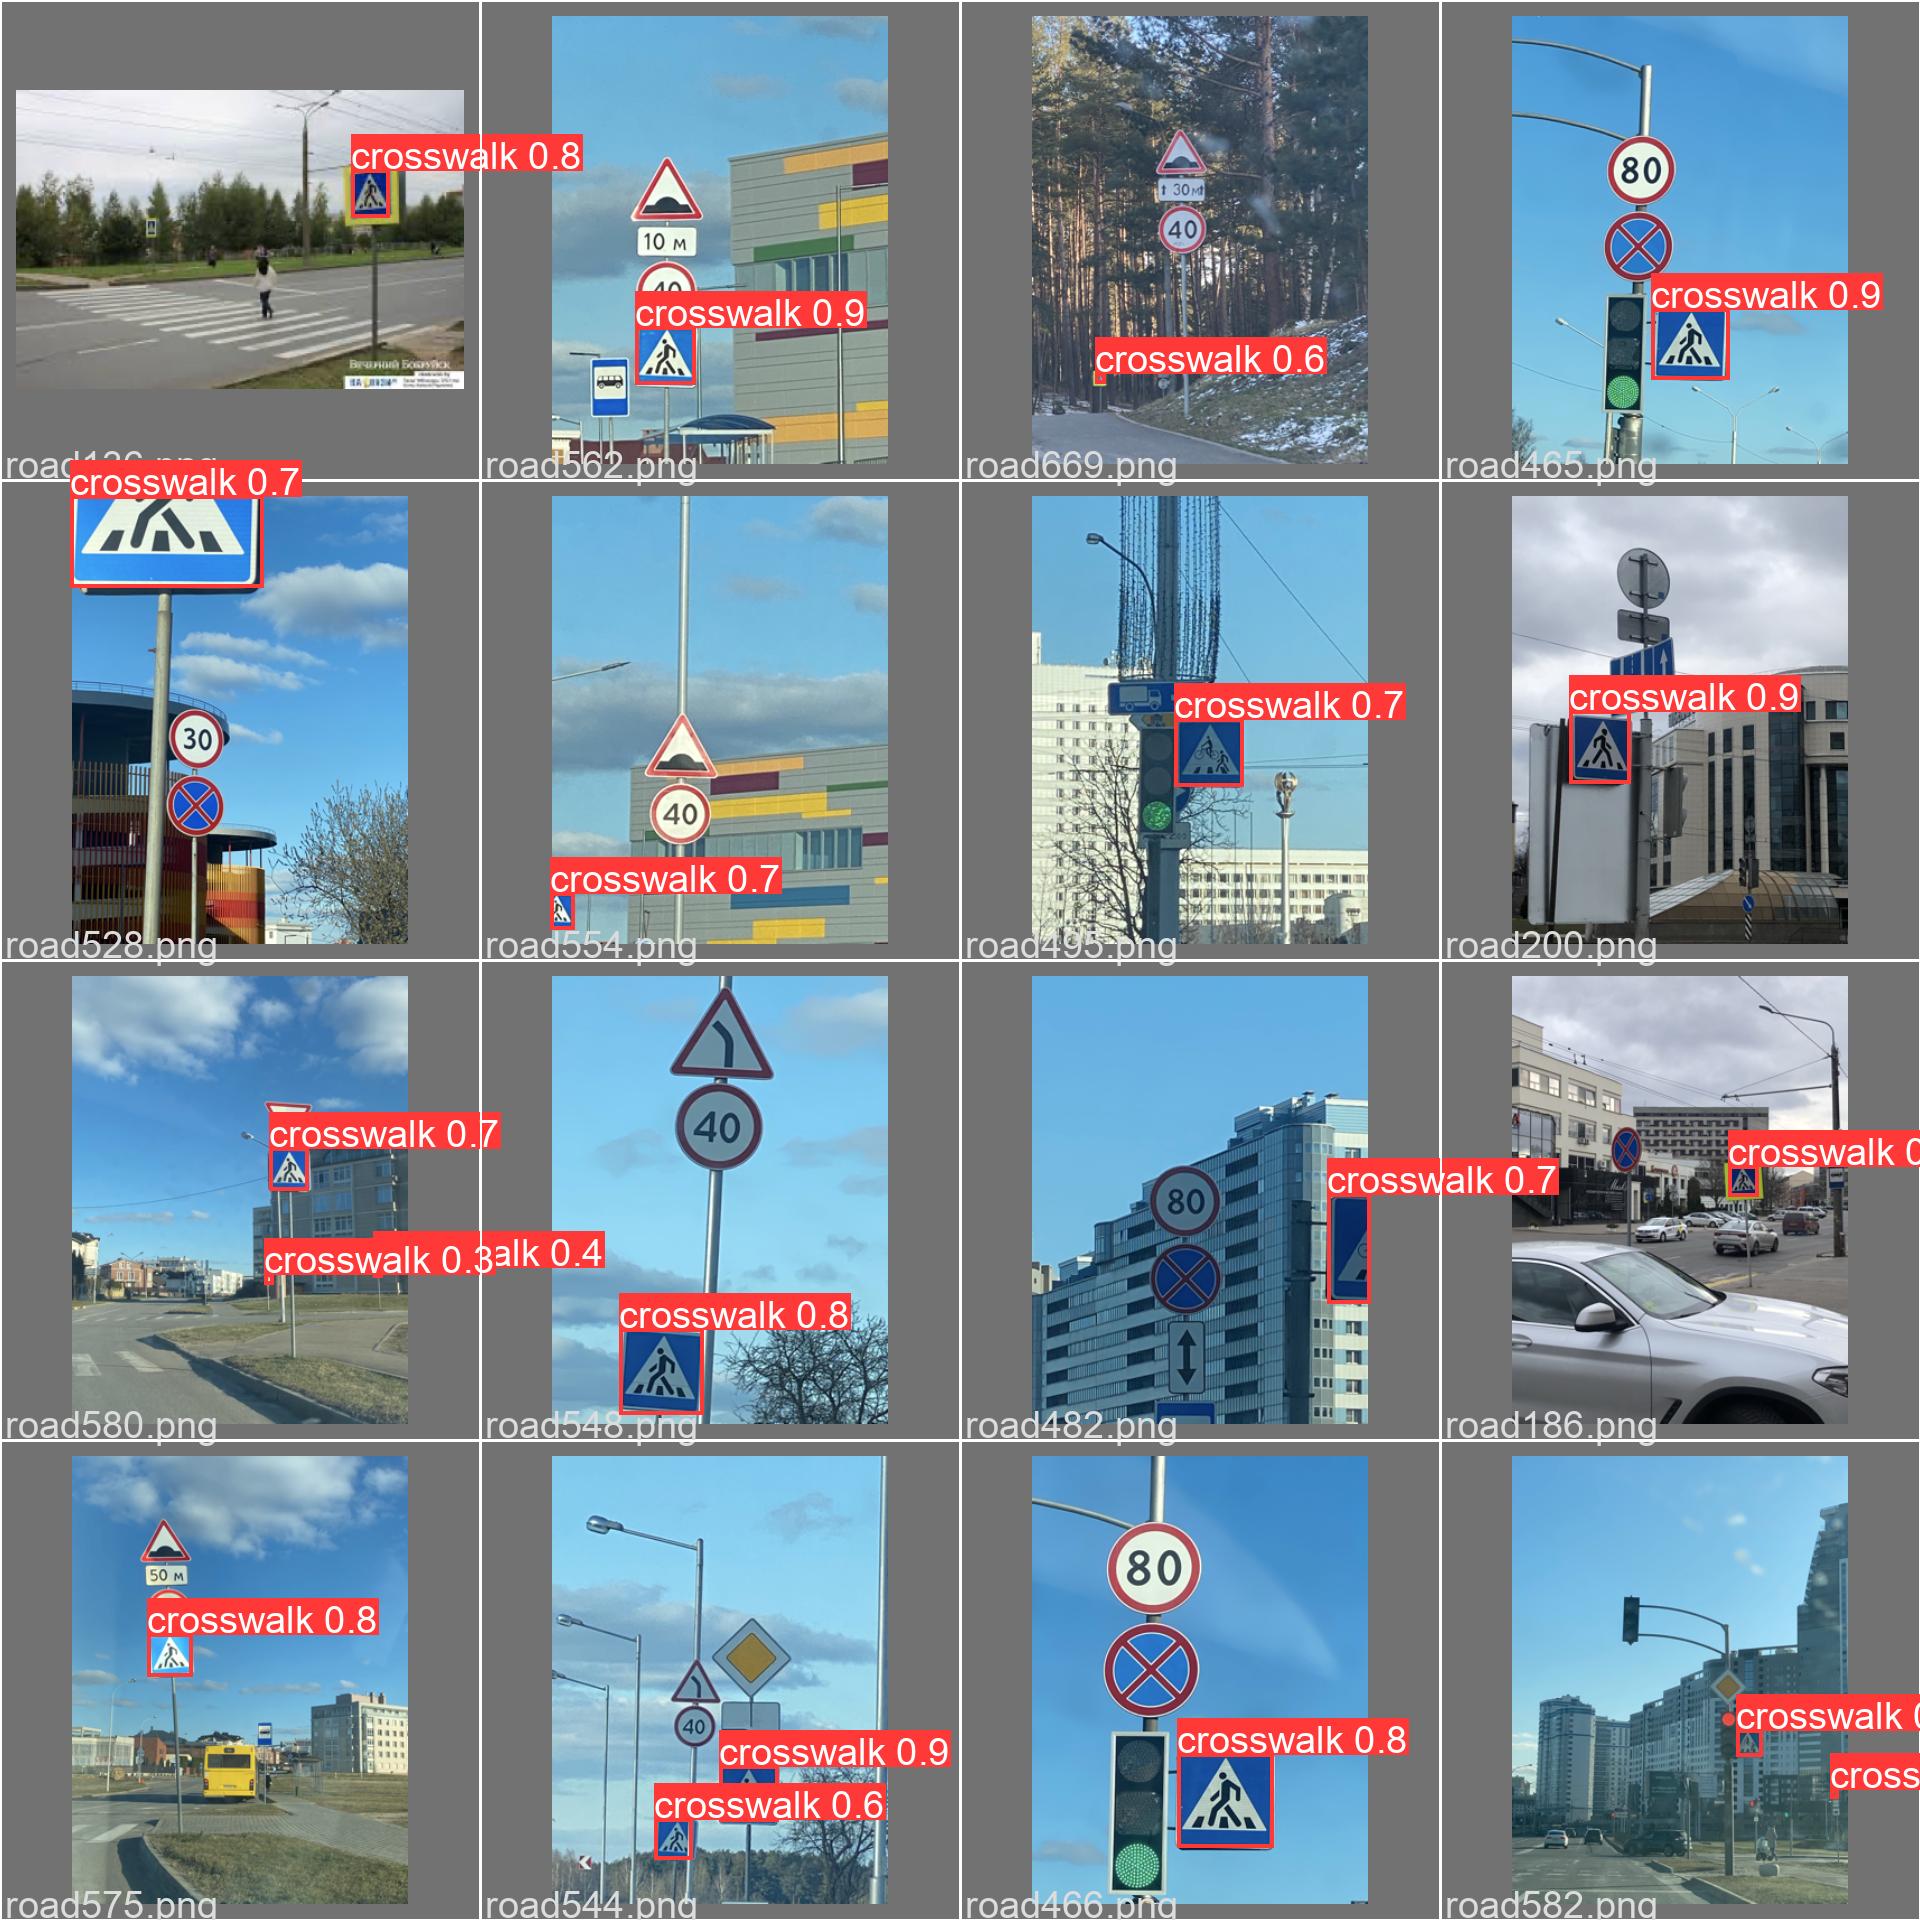 crosswalk 0.8
Вечерний Бобруйск
road136.png
10 м
40
crosswalk 0.9
road562.png
30 м
40
crosswalk 0.6
road669.png
80
crosswalk 0.9
road465.png
crosswalk 0.7
30
road528.png
40
crosswalk 0.7
road554.png
crosswalk 0.7
road495.png
crosswalk 0.9
road200.png
crosswalk 0.7
crosswalk 0.3
alk 0.4
road580.png
40
crosswalk 0.8
road548.png
80
crosswalk 0.7
road482.png
crosswalk 0
road186.png
50 м
crosswalk 0.8
road575.png
40
crosswalk 0.9
crosswalk 0.6
road544.png
80
crosswalk 0.8
road466.png
crosswalk 0
cross
road582.png